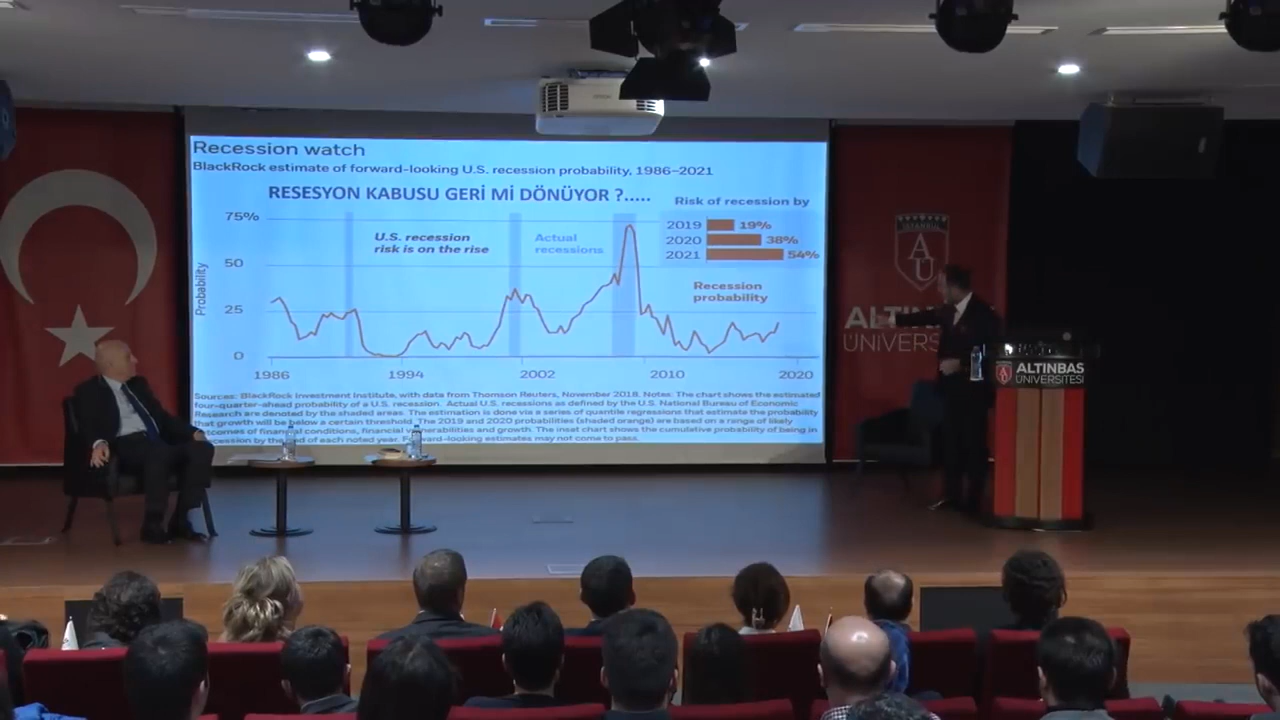 Recession watch
BlackRock estimate of forward-looking U.S. recession probability, 1986–2021
RESESYON KABUSU GERİ Mİ DÖNÜYOR ?.....
Risk of recession by
2019 19%
2020 38%
2021 54%
75%
50
25
0
Probability
U.S. recession
risk is on the rise
Actual
recessions
Recession
probability
1986 1994 2002 2010 2020
Sources: BlackRock Investment Institute, with data from Thomson Reuters, November 2018. Notes: The chart shows the estimated
four-quarter-ahead probability of a U.S. recession. Actual U.S. recessions as defined by the U.S. National Bureau of Economic
Research are denoted by the shaded areas. The estimation is done via a series of quantile regressions that estimate the probability
that growth will be below a certain threshold. The 2019 and 2020 probabilities (shaded orange) are based on a range of likely
outcomes of financial conditions, financial vulnerabilities and growth. The inset chart shows the cumulative probability of being in
recession by the end of each noted year. Forward-looking estimates may not come to pass.
İSTANBUL
AU
ALTINBAŞ
ÜNİVERS
ALTINBAŞ
ÜNİVERSİTESİ